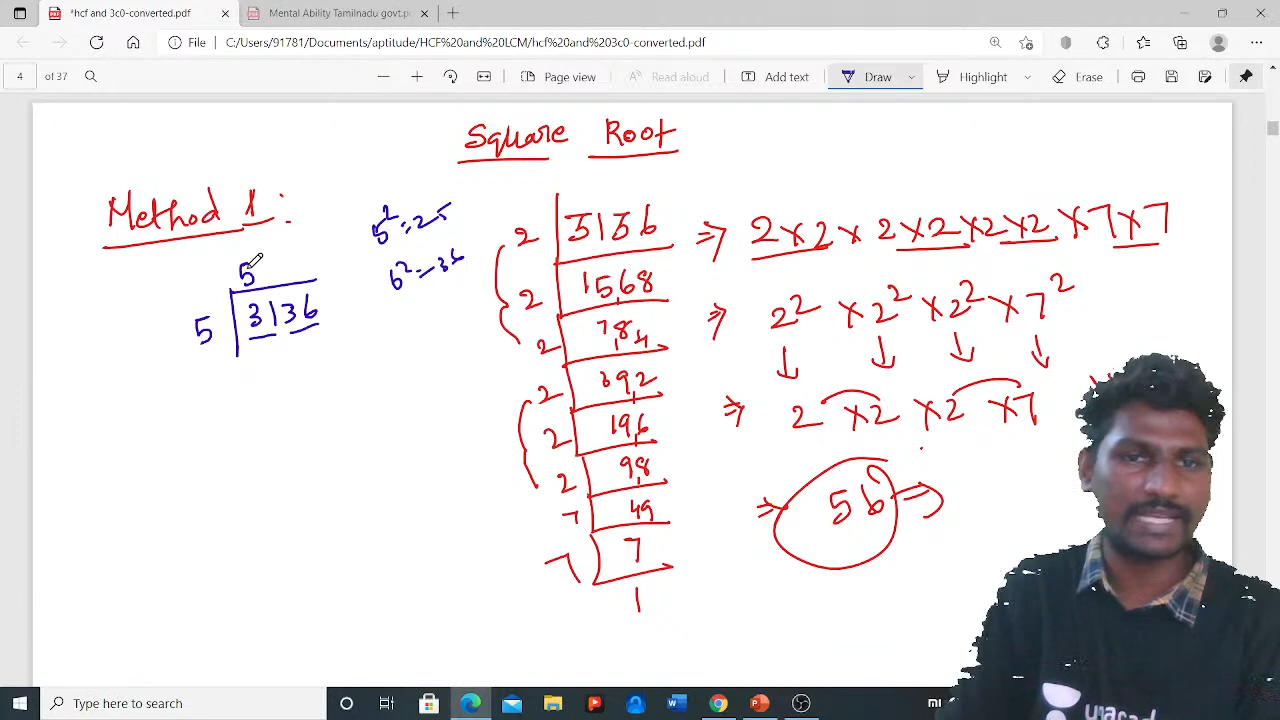 *hcf and 3c0-converted.pdf
Mental Ability Tamilnadu govt.pd
File
C:/Users/91781/Documents/aptitude/HCF%20and%20LCM/hcf%20and%203c0-converted.pdf
4 of 37
Page view
Read aloud
Add text
Draw
Highlight
Erase
Square Root
Method 1:
5² = 25
6² = 36
5
5 3136
2 3136 ⇒ 2×2 × 2×2 ×2×2 ×7×7
2 1568
⇒ 2² ×2² ×2² ×7²
2 784
2 392
⇒ 2 ×2 ×2 ×7
2 196
2 98
⇒ 56 ⇒
7 49
7 7
1
Type here to search